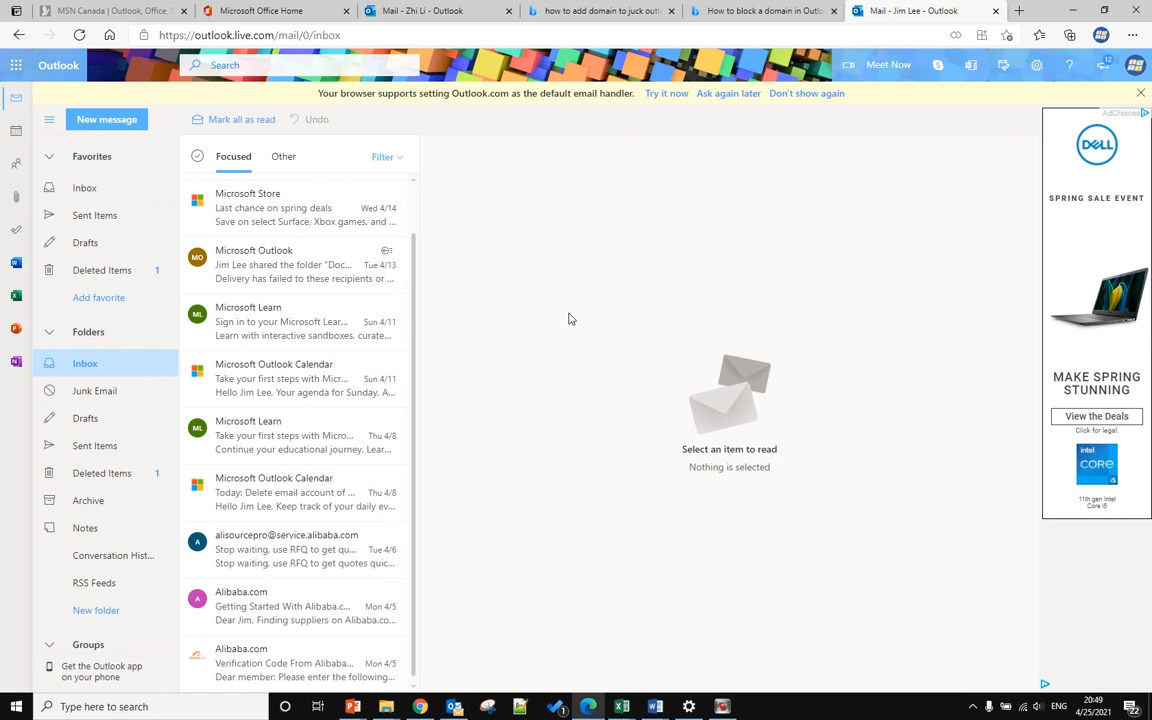 MSN Canada | Outlook, Office, S
Microsoft Office Home
Mail - Zhi Li - Outlook
how to add domain to juck outl
How to block a domain in Outlo
Mail - Jim Lee - Outlook
https://outlook.live.com/mail/0/inbox
Outlook
Search
Meet Now
12
Your browser supports setting Outlook.com as the default email handler. Try it now Ask again later Don't show again
New message
Mark all as read
Undo
AdChoices
Favorites
Inbox
Sent Items
Drafts
Deleted Items 1
Add favorite
Folders
Inbox
Junk Email
Drafts
Sent Items
Deleted Items 1
Archive
Notes
Conversation Hist...
RSS Feeds
New folder
Groups
Get the Outlook app
on your phone
Focused
Other
Filter
Microsoft Store
Last chance on spring deals Wed 4/14
Save on select Surface, Xbox games, and ...
MO
Microsoft Outlook
Jim Lee shared the folder "Doc... Tue 4/13
Delivery has failed to these recipients or ...
ML
Microsoft Learn
Sign in to your Microsoft Lear... Sun 4/11
Learn with interactive sandboxes, curate...
Microsoft Outlook Calendar
Take your first steps with Micr... Sun 4/11
Hello Jim Lee, Your agenda for Sunday, A...
ML
Microsoft Learn
Take your first steps with Micro... Thu 4/8
Continue your educational journey. Lear...
Microsoft Outlook Calendar
Today: Delete email account of ... Thu 4/8
Hello Jim Lee, Keep track of your daily ev...
A
alisourcepro@service.alibaba.com
Stop waiting, use RFQ to get qu... Tue 4/6
Stop waiting, use RFQ to get quotes quic...
A
Alibaba.com
Getting Started With Alibaba.c... Mon 4/5
Dear Jim, Finding suppliers on Alibaba.co...
Alibaba.com
Verification Code From Alibaba... Mon 4/5
Dear member: Please enter the following...
Select an item to read
Nothing is selected
DELL
SPRING SALE EVENT
MAKE SPRING
STUNNING
View the Deals
Click for legal.
intel
CORE
i5
11th gen Intel
Core i5
Type here to search
1
ENG
20:49
4/25/2021
22